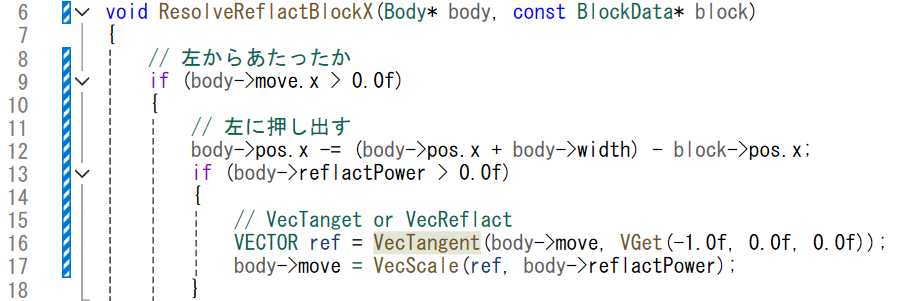 6 void ResolveReflactBlockX(Body* body, const BlockData* block)
7 {
8 // 左からあたったか
9 if (body->move.x > 0.0f)
10 {
11 // 左に押し出す
12 body->pos.x -= (body->pos.x + body->width) - block->pos.x;
13 if (body->reflactPower > 0.0f)
14 {
15 // VecTanget or VecReflact
16 VECTOR ref = VecTangent(body->move, VGet(-1.0f, 0.0f, 0.0f));
17 body->move = VecScale(ref, body->reflactPower);
18 }